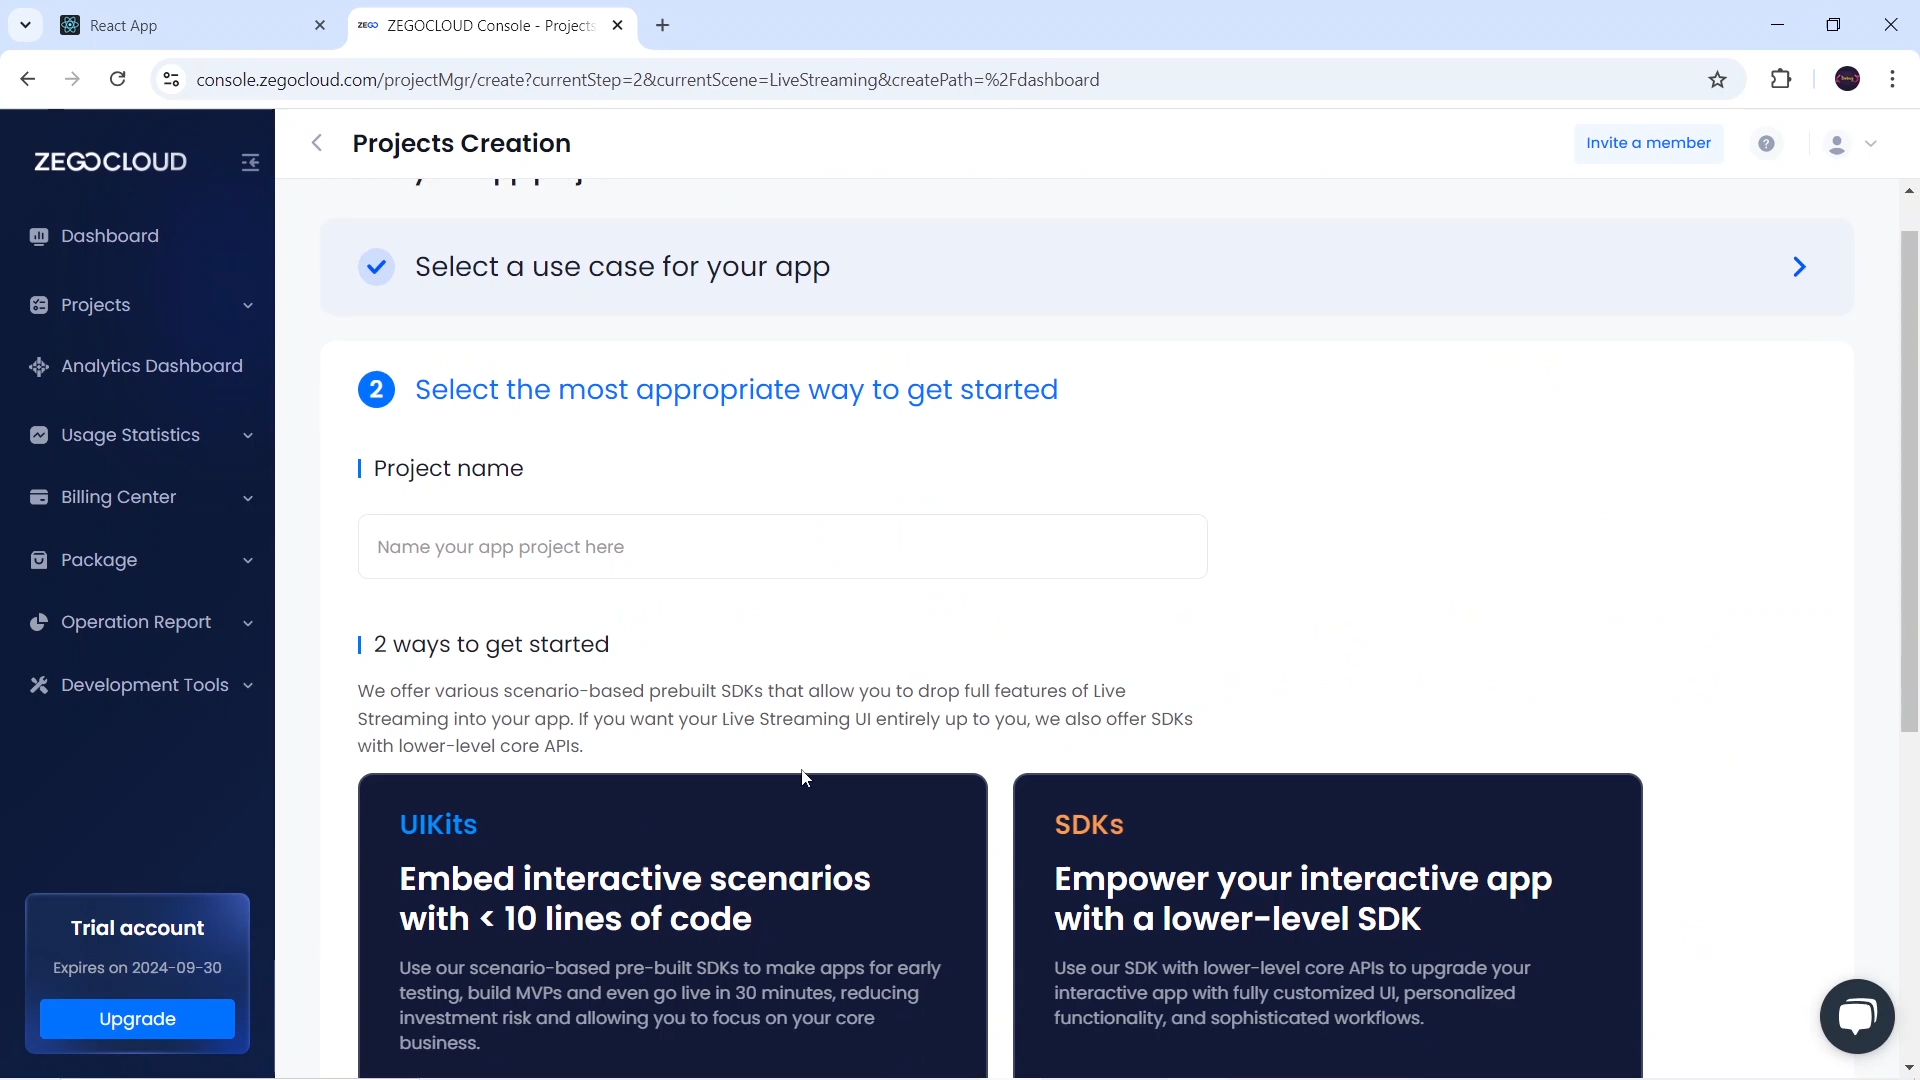 React App
ZEGO ZEGOCLOUD Console - Projects
console.zegocloud.com/projectMgr/create?currentStep=2&currentScene=LiveStreaming&createPath=%2Fdashboard
ZEGOCLOUD
Projects Creation
Invite a member
?
Dashboard
Projects
Analytics Dashboard
Usage Statistics
Billing Center
Package
Operation Report
Development Tools
Trial account
Expires on 2024-09-30
Upgrade
Select a use case for your app
2 Select the most appropriate way to get started
Project name
Name your app project here
2 ways to get started
We offer various scenario-based prebuilt SDKs that allow you to drop full features of Live
Streaming into your app. If you want your Live Streaming UI entirely up to you, we also offer SDKs
with lower-level core APIs.
UIKits
Embed interactive scenarios
with < 10 lines of code
Use our scenario-based pre-built SDKs to make apps for early
testing, build MVPs and even go live in 30 minutes, reducing
investment risk and allowing you to focus on your core
business.
SDKs
Empower your interactive app
with a lower-level SDK
Use our SDK with lower-level core APIs to upgrade your
interactive app with fully customized UI, personalized
functionality, and sophisticated workflows.